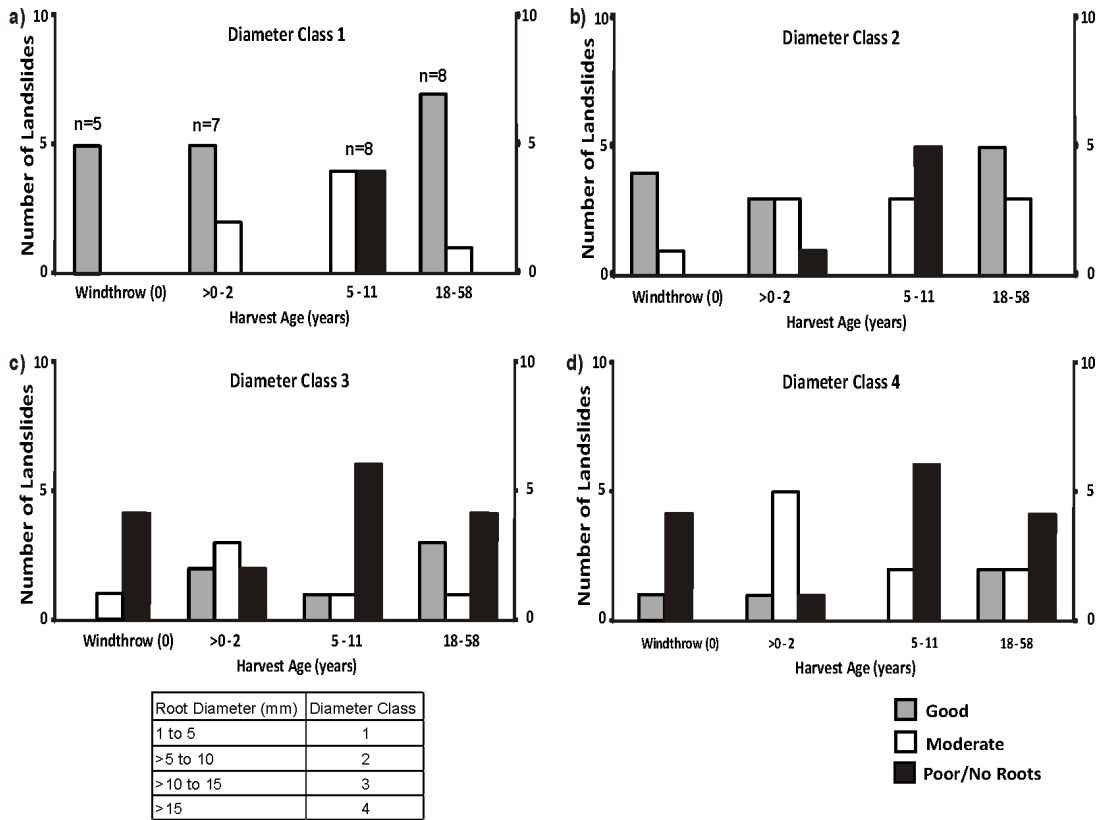 a)
Diameter Class 1
10
5
0
10
5
0
Number of Landslides
n=5
n=7
n=8
n=8
Windthrow (0) >0-2 5-11 18-58
Harvest Age (years)
b)
Diameter Class 2
10
5
0
10
5
0
Number of Landslides
Windthrow (0) >0-2 5-11 18-58
Harvest Age (years)
c)
Diameter Class 3
10
5
0
10
5
0
Number of Landslides
Windthrow (0) >0-2 5-11 18-58
Harvest Age (years)
d)
Diameter Class 4
10
5
0
10
5
0
Number of Landslides
Windthrow (0) >0-2 5-11 18-58
Harvest Age (years)
Root Diameter (mm) Diameter Class
1 to 5 1
>5 to 10 2
>10 to 15 3
>15 4
Good
Moderate
Poor/No Roots